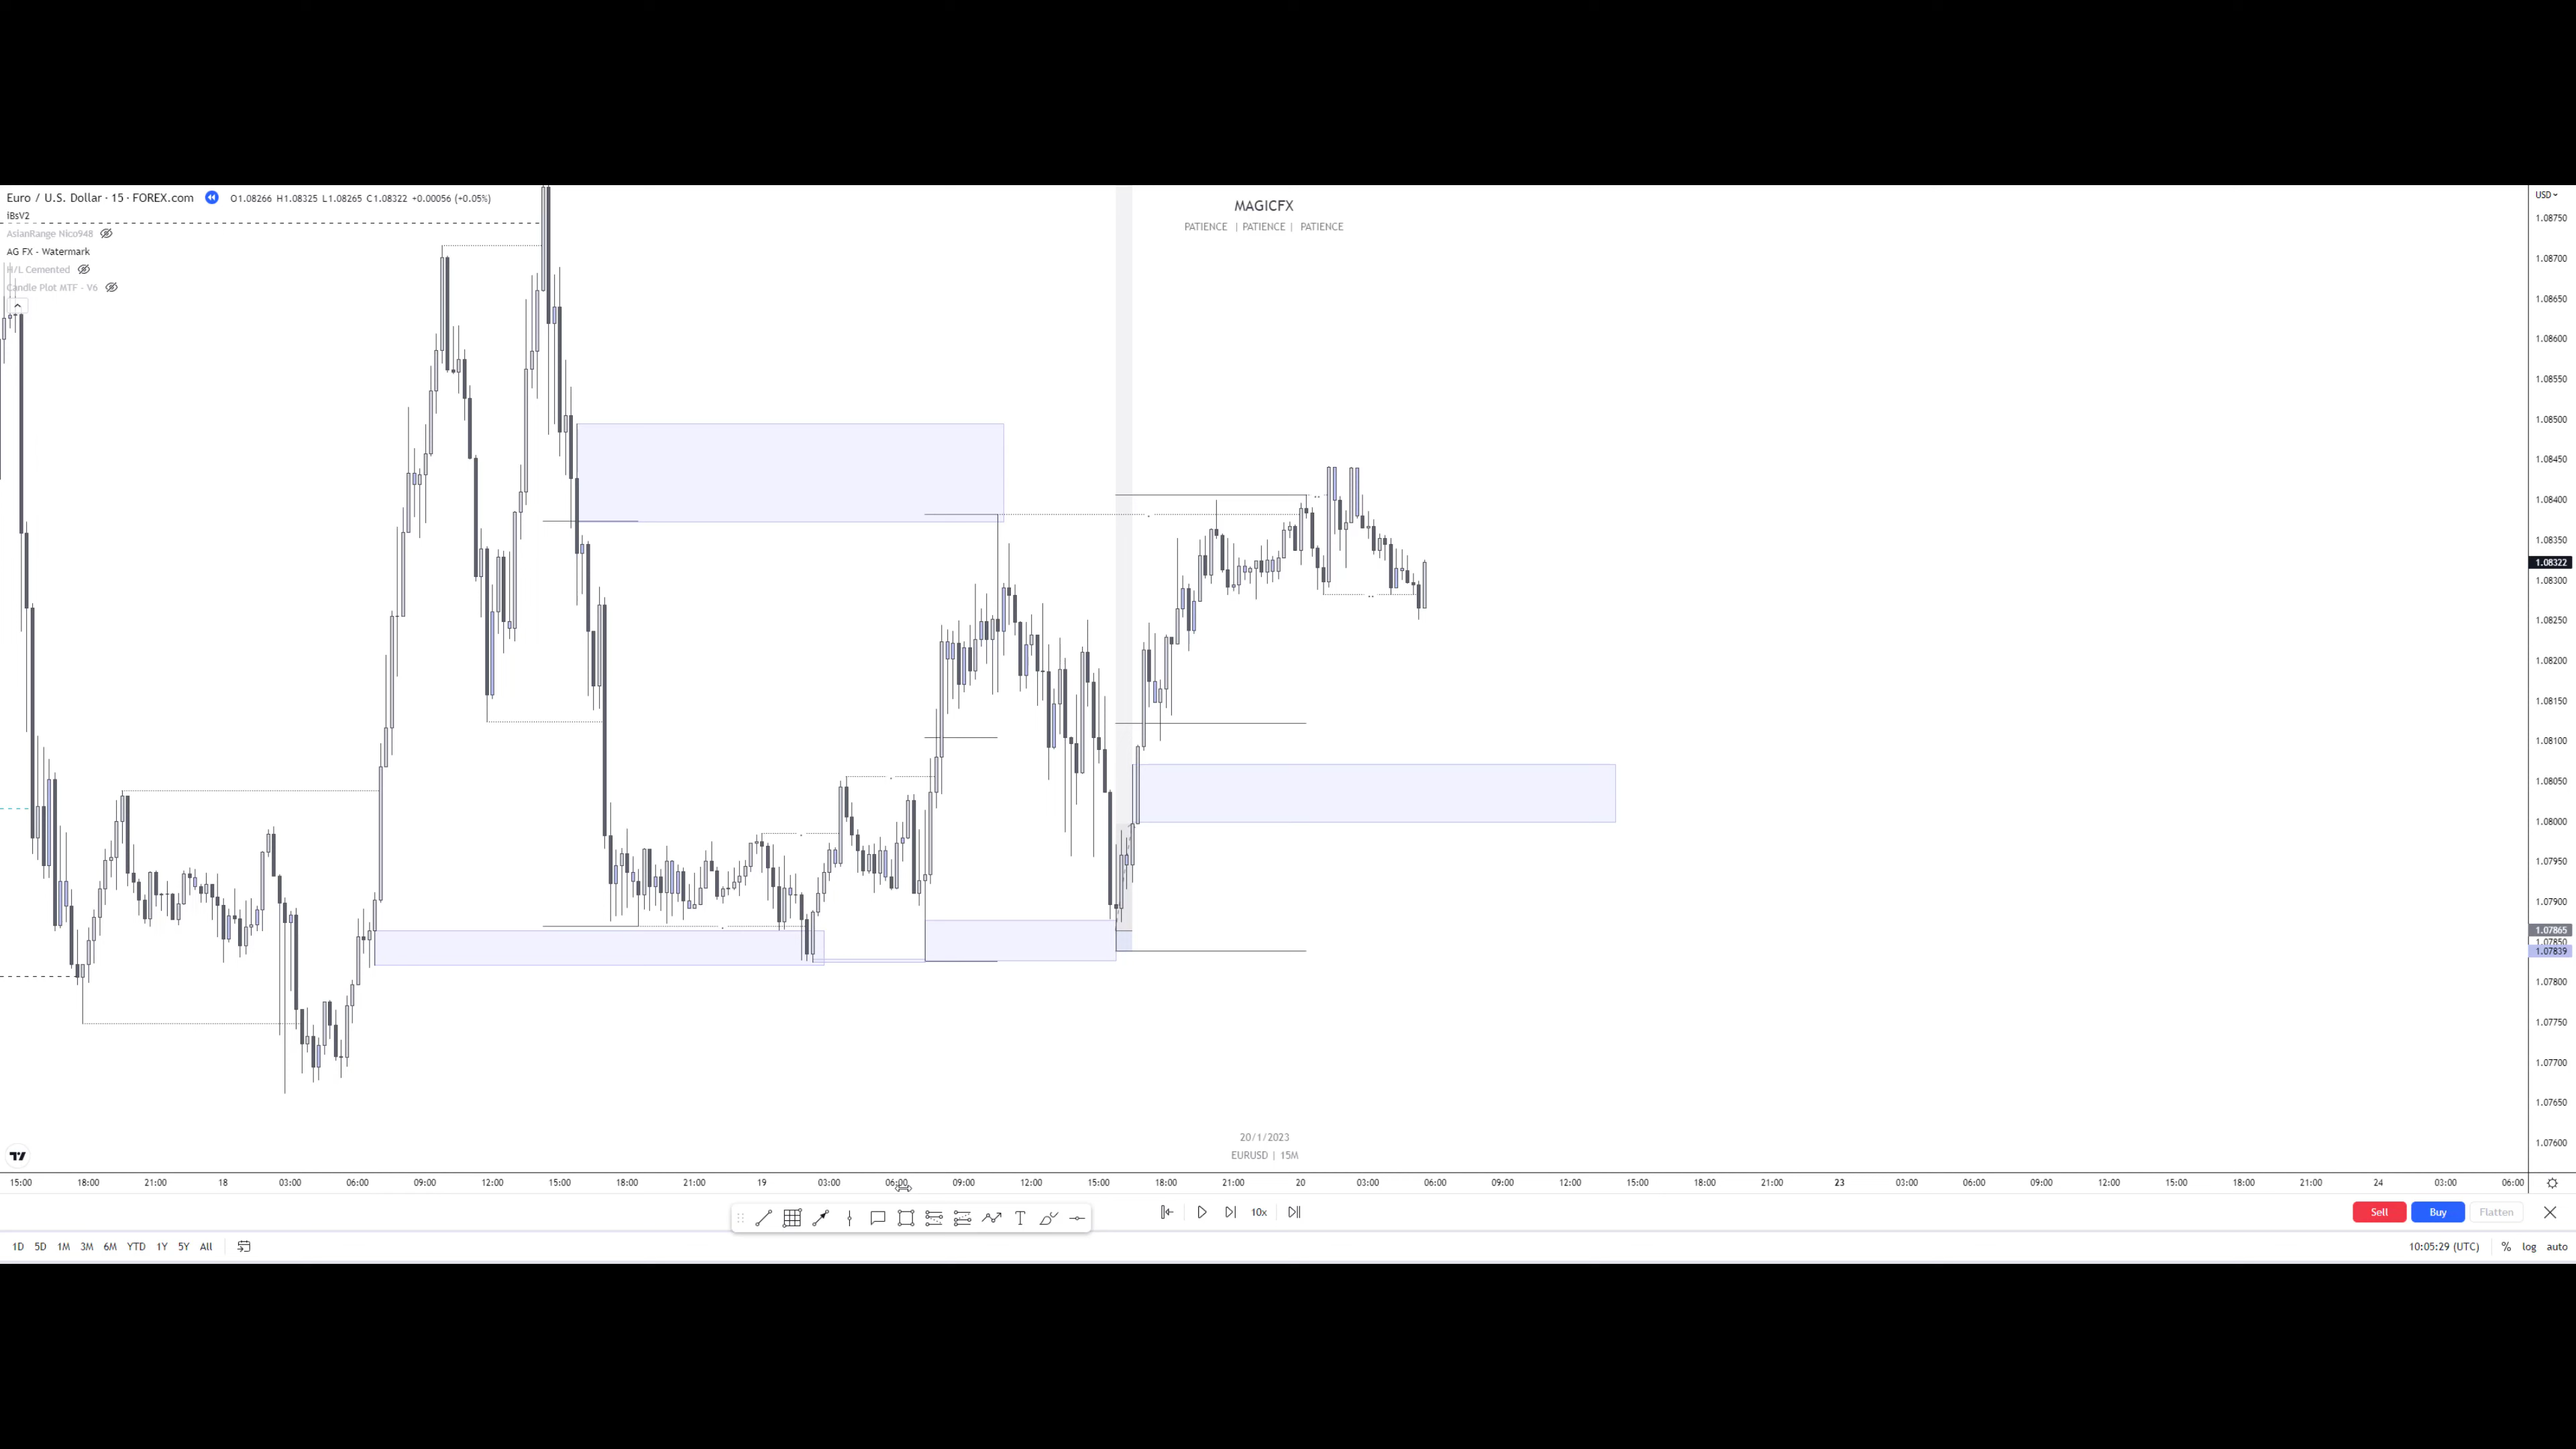 Euro / U.S. Dollar · 15 · FOREX.com O1.08266 H1.08325 L1.08265 C1.08322 +0.00056 (+0.05%)
iBsV2
AsianRange Nico948
AG FX - Watermark
H/L Cemented
Candle Plot MTF - V6
MAGICFX
PATIENCE | PATIENCE | PATIENCE
USD
1.08750
1.08700
1.08650
1.08600
1.08550
1.08500
1.08450
1.08400
1.08350
1.08322
1.08300
1.08250
1.08200
1.08150
1.08100
1.08050
1.08000
1.07950
1.07900
1.07865
1.07850
1.07839
1.07800
1.07750
1.07700
1.07650
1.07600
20/1/2023
EURUSD | 15M
15:00 18:00 21:00 18 03:00 06:00 09:00 12:00 15:00 18:00 21:00 19 03:00 06:00 09:00 12:00 15:00 18:00 21:00 20 03:00 06:00 09:00 12:00 15:00 18:00 21:00 23 03:00 06:00 09:00 12:00 15:00 18:00 21:00 24 03:00 06:00
10x
Sell Buy Flatten
1D 5D 1M 3M 6M YTD 1Y 5Y All
10:05:29 (UTC) % log auto